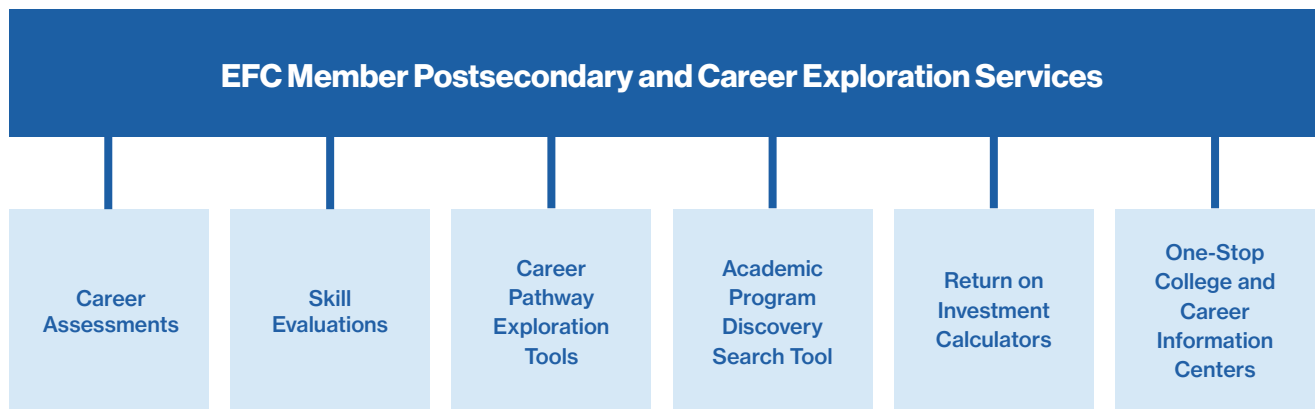 EFC Member Postsecondary and Career Exploration Services
Career
Assessments
Skill
Evaluations
Career
Pathway
Exploration
Tools
Academic
Program
Discovery
Search Tool
Return on
Investment
Calculators
One-Stop
College and
Career
Information
Centers